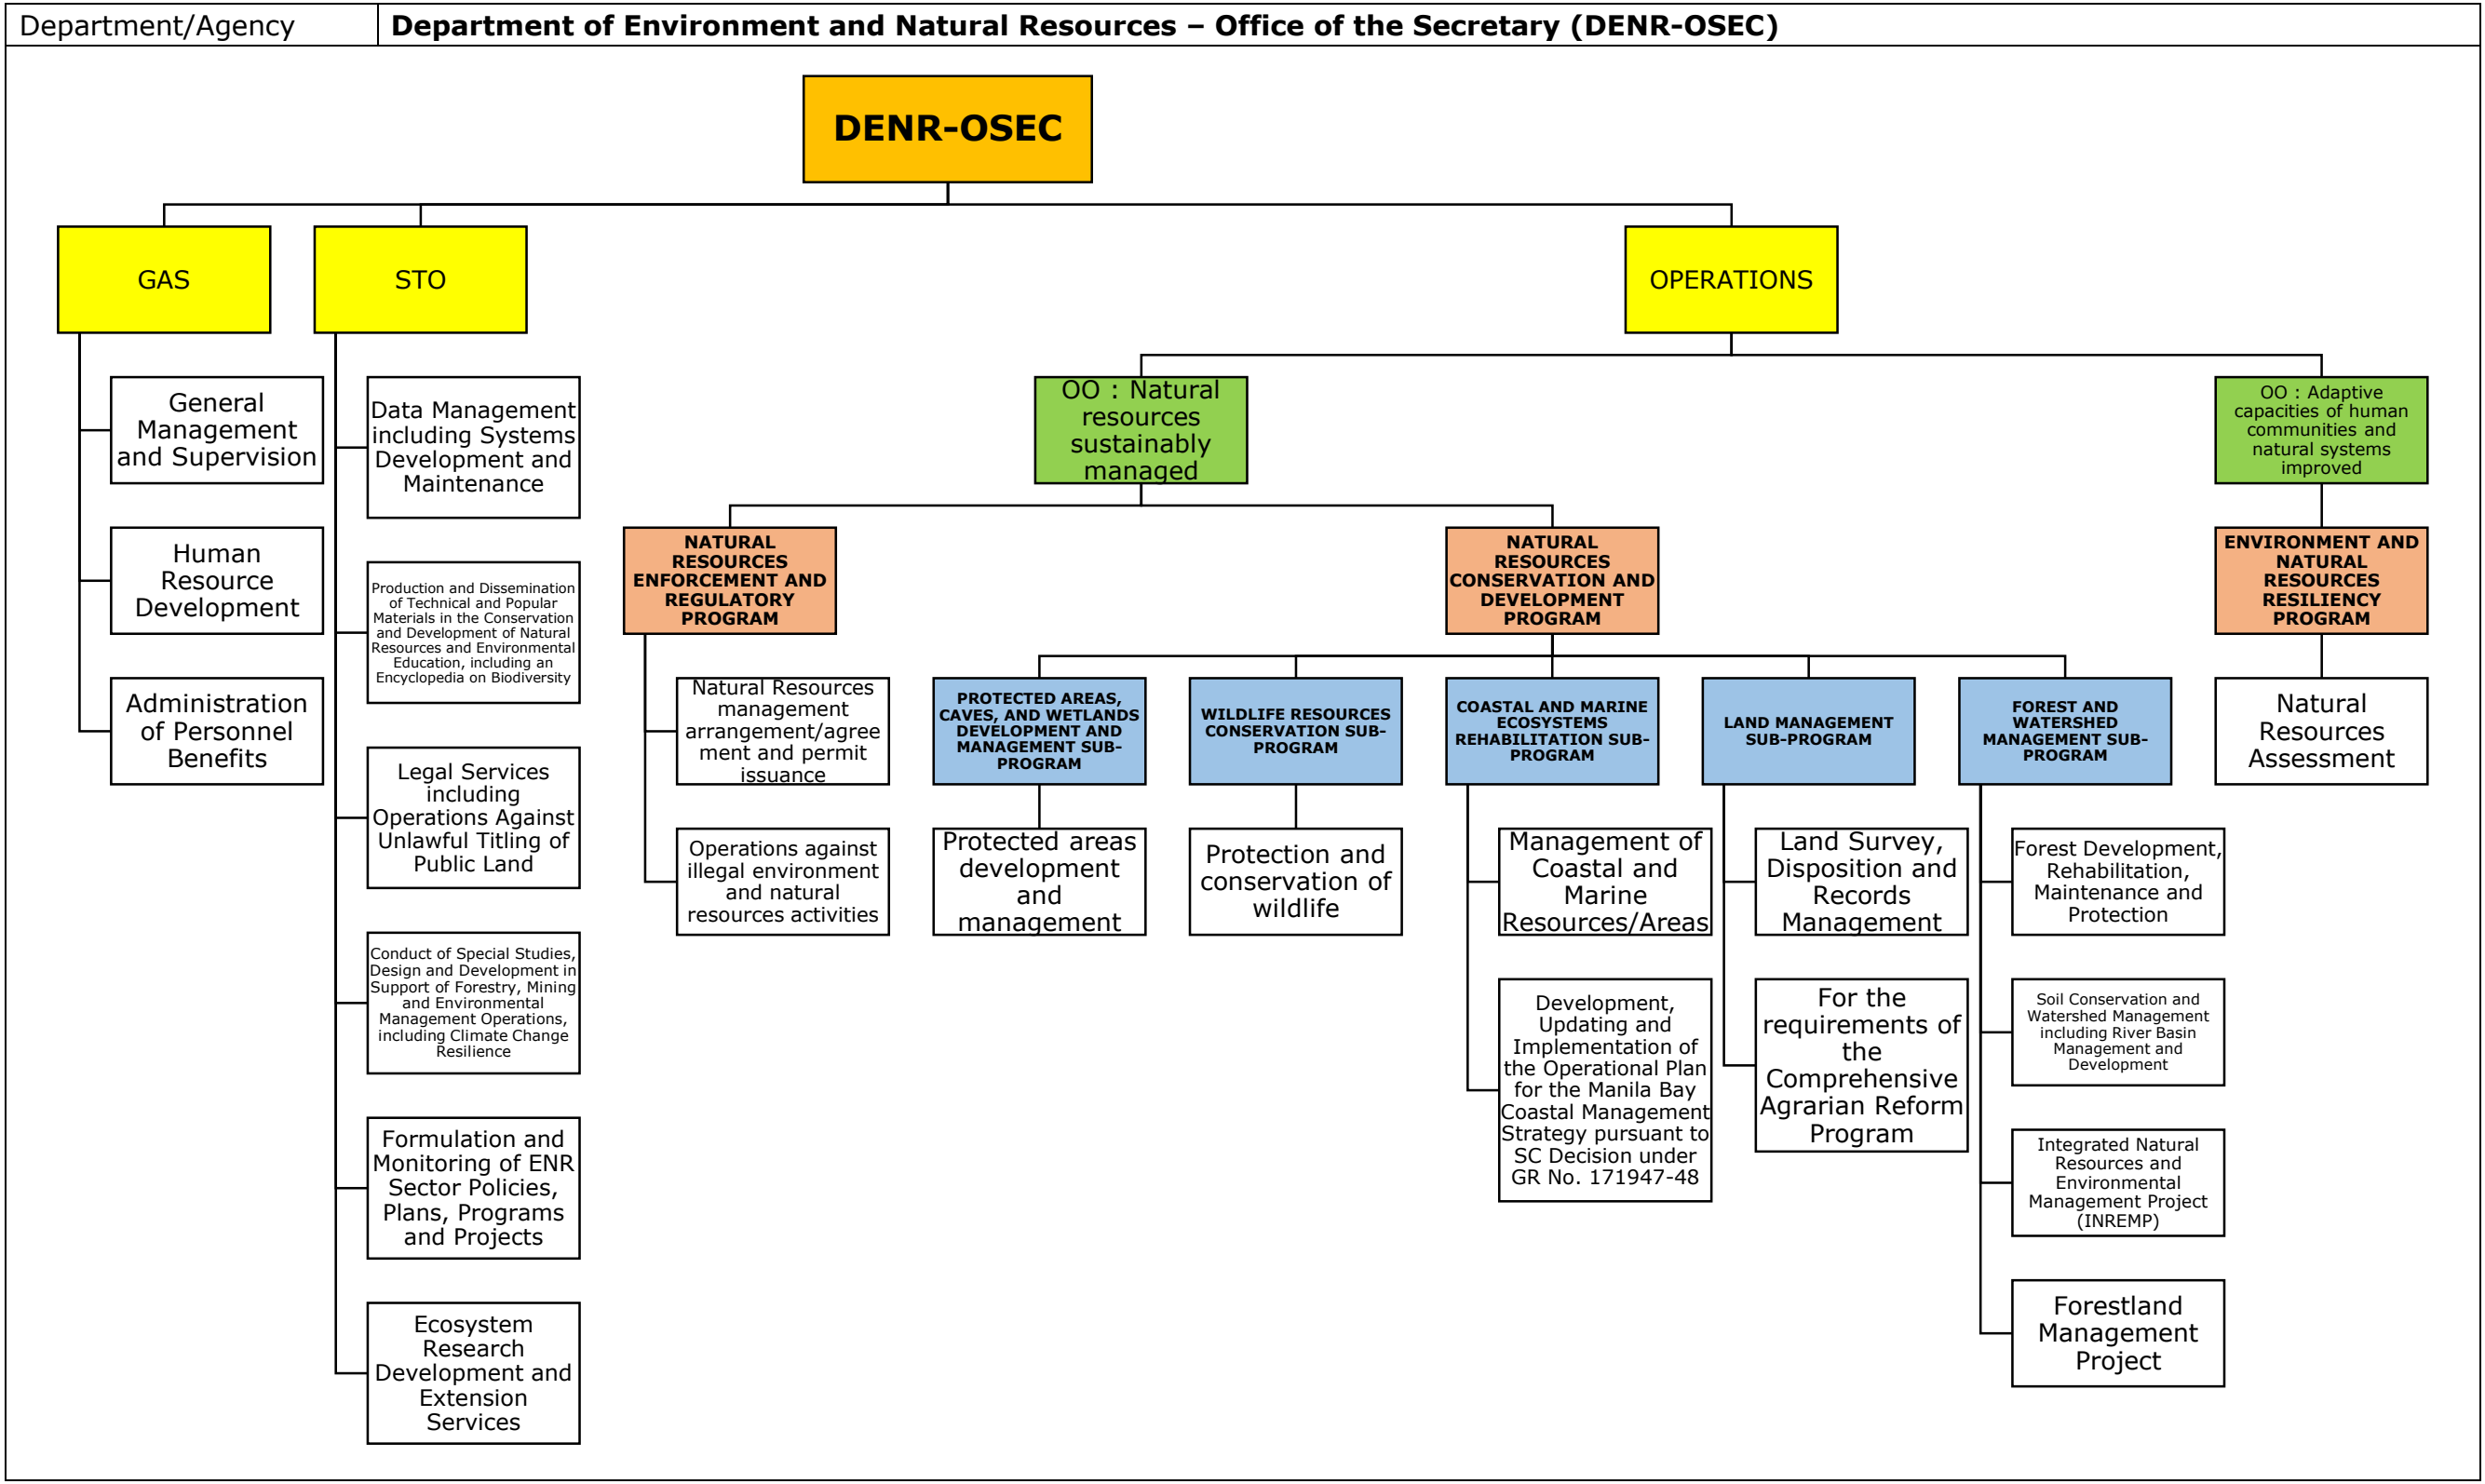 Department/Agency
Department of Environment and Natural Resources – Office of the Secretary (DENR-OSEC)
DENR-OSEC
GAS
STO
OPERATIONS
General
Management
and Supervision
Human
Resource
Development
Administration
of Personnel
Benefits
Data Management
including Systems
Development and
Maintenance
Production and Dissemination
of Technical and Popular
Materials in the Conservation
and Development of Natural
Resources and Environmental
Education, including an
Encyclopedia on Biodiversity
Legal Services
including
Operations Against
Unlawful Titling of
Public Land
Conduct of Special Studies,
Design and Development in
Support of Forestry, Mining
and Environmental
Management Operations,
including Climate Change
Resilience
Formulation and
Monitoring of ENR
Sector Policies,
Plans, Programs
and Projects
Ecosystem
Research
Development and
Extension
Services
OO : Natural
resources
sustainably
managed
OO : Adaptive
capacities of human
communities and
natural systems
improved
NATURAL
RESOURCES
ENFORCEMENT AND
REGULATORY
PROGRAM
NATURAL
RESOURCES
CONSERVATION AND
DEVELOPMENT
PROGRAM
ENVIRONMENT AND
NATURAL
RESOURCES
RESILIENCY
PROGRAM
Natural Resources
management
arrangement/agree
ment and permit
issuance
Operations against
illegal environment
and natural
resources activities
PROTECTED AREAS,
CAVES, AND WETLANDS
DEVELOPMENT AND
MANAGEMENT SUB-
PROGRAM
Protected areas
development
and
management
WILDLIFE RESOURCES
CONSERVATION SUB-
PROGRAM
Protection and
conservation of
wildlife
COASTAL AND MARINE
ECOSYSTEMS
REHABILITATION SUB-
PROGRAM
Management of
Coastal and
Marine
Resources/Areas
Development,
Updating and
Implementation of
the Operational Plan
for the Manila Bay
Coastal Management
Strategy pursuant to
SC Decision under
GR No. 171947-48
LAND MANAGEMENT
SUB-PROGRAM
Land Survey,
Disposition and
Records
Management
For the
requirements of
the
Comprehensive
Agrarian Reform
Program
FOREST AND
WATERSHED
MANAGEMENT SUB-
PROGRAM
Forest Development,
Rehabilitation,
Maintenance and
Protection
Soil Conservation and
Watershed Management
including River Basin
Management and
Development
Integrated Natural
Resources and
Environmental
Management Project
(INREMP)
Forestland
Management
Project
Natural
Resources
Assessment